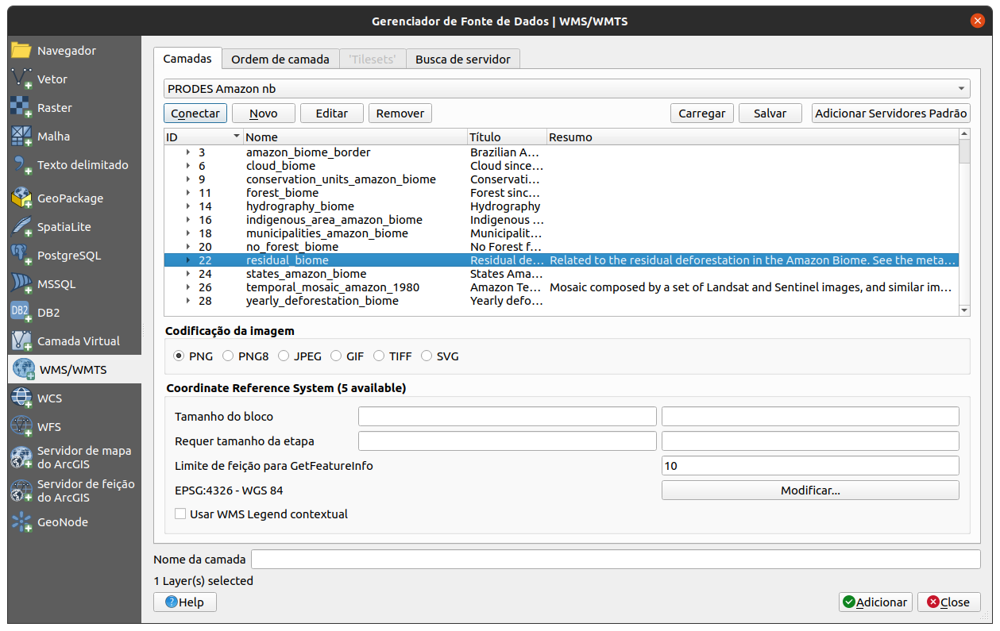 Gerenciador de Fonte de Dados | WMS/WMTS
Navegador
Vetor
Raster
Malha
Texto delimitado
GeoPackage
SpatiaLite
PostgreSQL
MSSQL
DB2
DB2
Camada Virtual
WMS/WMTS
WCS
WFS
Servidor de mapa
do ArcGIS
Servidor de feição
do ArcGIS
GeoNode
Camadas Ordem de camada 'Tilesets' Busca de servidor
PRODES Amazon nb
Conectar Novo Editar Remover Carregar Salvar Adicionar Servidores Padrão
ID Nome Título Resumo
3 amazon_biome_border Brazilian A...
6 cloud_biome Cloud since...
9 conservation_units_amazon_biome Conservati...
11 forest_biome Forest sinc...
14 hydrography_biome Hydrography
16 indigenous_area_amazon_biome Indigenous ...
18 municipalities_amazon_biome Municipalit...
20 no_forest_biome No Forest f...
22 residual_biome Residual de... Related to the residual deforestation in the Amazon Biome. See the meta...
24 states_amazon_biome States Ama...
26 temporal_mosaic_amazon_1980 Amazon Te... Mosaic composed by a set of Landsat and Sentinel images, and similar im...
28 yearly_deforestation_biome Yearly defo...
Codificação da imagem
PNG PNG8 JPEG GIF TIFF SVG
Coordinate Reference System (5 available)
Tamanho do bloco
Requer tamanho da etapa
Limite de feição para GetFeatureInfo 10
EPSG:4326 - WGS 84 Modificar...
Usar WMS Legend contextual
Nome da camada
1 Layer(s) selected
Help Adicionar Close